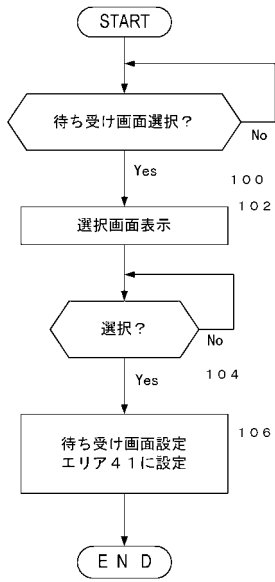 START
待ち受け画面選択？
No
Yes
１００
１０２
選択画面表示
選択？
No
Yes
１０４
待ち受け画面設定
エリア４１に設定
１０６
ＥＮＤ